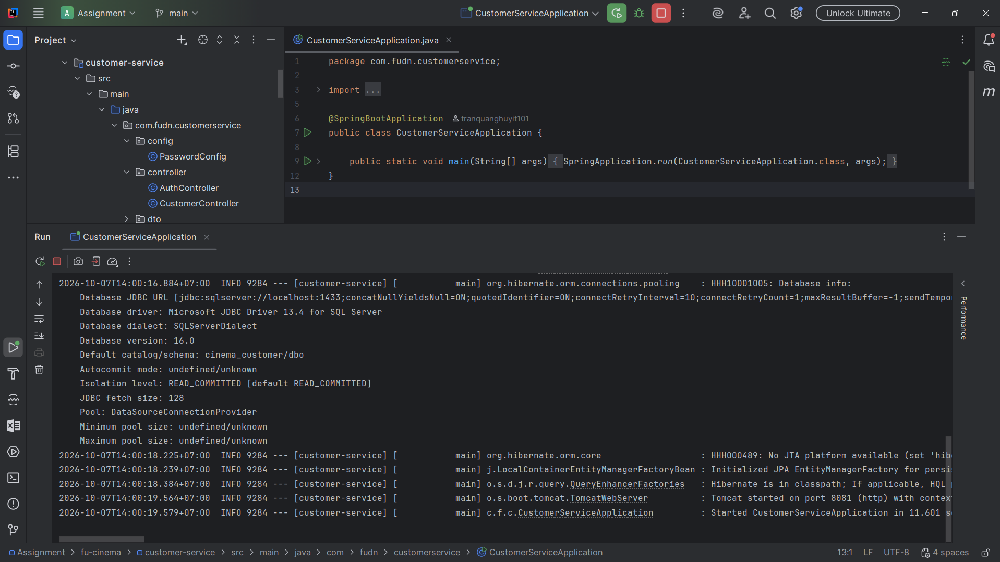 A Assignment main CustomerServiceApplication Unlock Ultimate
Project
CustomerServiceApplication.java
customer-service
src
main
java
com.fudn.customerservice
config
PasswordConfig
controller
AuthController
CustomerController
dto
1 package com.fudn.customerservice;
2
3 import ...
5
6 @SpringBootApplication tranquanghuyit101
7 public class CustomerServiceApplication {
8
9 public static void main(String[] args) { SpringApplication.run(CustomerServiceApplication.class, args); }
12 }
13
Run CustomerServiceApplication
2026-10-07T14:00:16.884+07:00 INFO 9284 --- [customer-service] [ main] org.hibernate.orm.connections.pooling : HHH10001005: Database info:
Database JDBC URL [jdbc:sqlserver://localhost:1433;concatNullYieldsNull=ON;quotedIdentifier=ON;connectRetryInterval=10;connectRetryCount=1;maxResultBuffer=-1;sendTempor
Database driver: Microsoft JDBC Driver 13.4 for SQL Server
Database dialect: SQLServerDialect
Database version: 16.0
Default catalog/schema: cinema_customer/dbo
Autocommit mode: undefined/unknown
Isolation level: READ_COMMITTED [default READ_COMMITTED]
JDBC fetch size: 128
Pool: DataSourceConnectionProvider
Minimum pool size: undefined/unknown
Maximum pool size: undefined/unknown
2026-10-07T14:00:18.225+07:00 INFO 9284 --- [customer-service] [ main] org.hibernate.orm.core : HHH000489: No JTA platform available (set 'hib
2026-10-07T14:00:18.239+07:00 INFO 9284 --- [customer-service] [ main] j.LocalContainerEntityManagerFactoryBean : Initialized JPA EntityManagerFactory for persi
2026-10-07T14:00:18.384+07:00 INFO 9284 --- [customer-service] [ main] o.s.d.j.r.query.QueryEnhancerFactories : Hibernate is in classpath; If applicable, HQL
2026-10-07T14:00:19.564+07:00 INFO 9284 --- [customer-service] [ main] o.s.boot.tomcat.TomcatWebServer : Tomcat started on port 8081 (http) with context
2026-10-07T14:00:19.579+07:00 INFO 9284 --- [customer-service] [ main] c.f.c.CustomerServiceApplication : Started CustomerServiceApplication in 11.601 s
Performance
Assignment > fu-cinema > customer-service > src > main > java > com > fudn > customerservice > CustomerServiceApplication 13:1 LF UTF-8 4 spaces